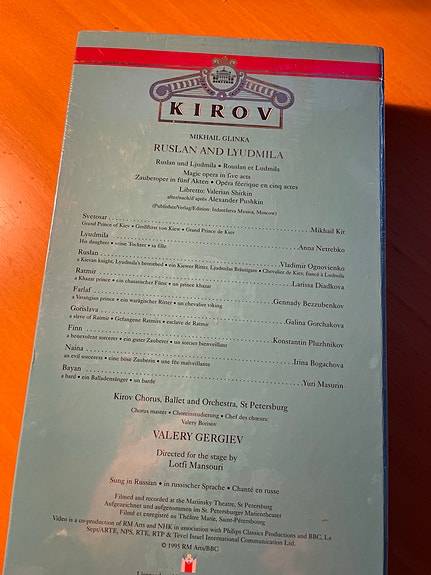 KIROV
MIKHAIL GLINKA
RUSLAN AND LYUDMILA
Ruslan und Ljudmila • Rouslan et Ludmila
Magic opera in five acts
Zauberoper in fünf Akten • Opéra féerique en cinq actes
Libretto: Valerian Shirkin
after/nach/d'après Alexander Pushkin
(Publisher/Verlag/Edition: Indastrlavra Musica, Moscow)
Svetosar Mikhail Kit
Grand Prince of Kiev • Großfürst von Kiew • Grand Prince de Kiev
Lyudmila Anna Netrebko
His daughter • seine Tochter • sa fille
Ruslan Vladimir Ognovienko
a Kievan knight, Lyudmila's betrothed • ein Kiewer Ritter, Ljudmilas Bräutigam • Chevalier de Kiev, fiancé à Ludmila
Ratmir Larissa Diadkova
a Khazar prince • ein chasarischer Fürst • un prince khazar
Farlaf Gennady Bezzubenkov
a Varangian prince • ein warägischer Ritter • un chevalier viking
Gorislava Galina Gorchakova
a slave of Ratmir • Gefangene Ratmirs • esclave de Ratmir
Finn Konstantin Pluzhnikov
a benevolent sorcerer • ein guter Zauberer • un sorcier bienveillant
Naina Irina Bogachova
an evil sorceress • eine böse Zauberin • une fée malveillante
Bayan Yuri Masurin
a bard • ein Balladensänger • un barde
Kirov Chorus, Ballet and Orchestra, St Petersburg
Chorus master • Choreinstudierung • Chef des chœurs:
Valery Borisov
VALERY GERGIEV
Directed for the stage by
Lotfi Mansouri
Sung in Russian • in russischer Sprache • Chanté en russe
Filmed and recorded at the Mariinsky Theatre, St Petersburg
Aufgezeichnet und aufgenommen im St Petersburger Marientheater
Filmé et enregistré au Théâtre Marie, Saint-Pétersbourg
Video is a co-production of RM Arts and NHK in association with Philips Classics Productions and BBC, La
Sept/ARTE, NPS, RTE, RTP & Tevel Israel International Communication Ltd.
© 1995 RM Arts/BBC